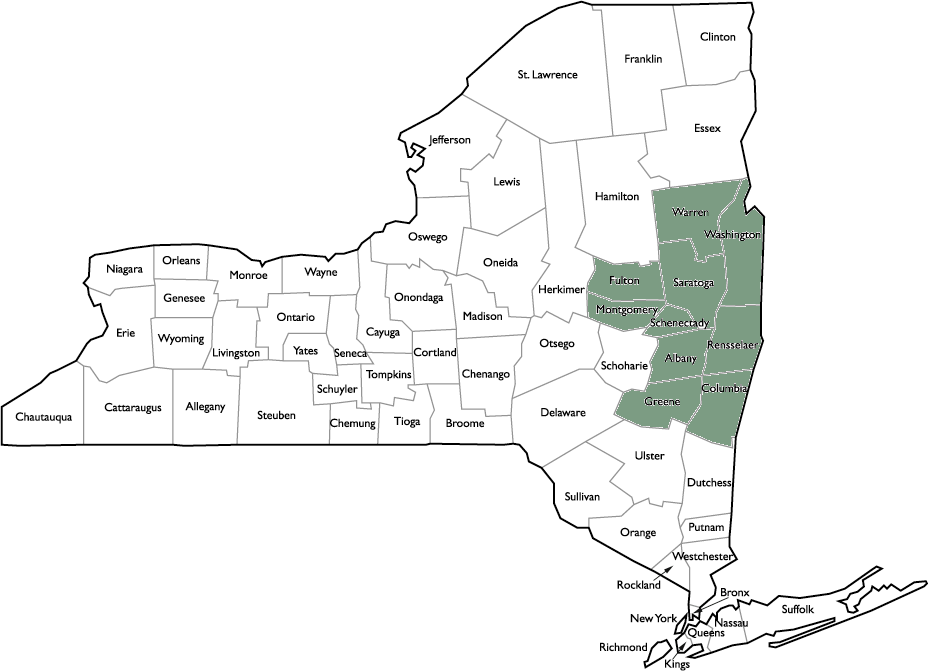 Clinton
Franklin
St. Lawrence
Essex
Jefferson
Lewis
Hamilton
Warren
Washington
Oswego
Oneida
Herkimer
Fulton
Saratoga
Montgomery
Schenectady
Niagara
Orleans
Monroe
Wayne
Genesee
Onondaga
Madison
Ontario
Cayuga
Erie
Wyoming
Livingston
Yates
Seneca
Cortland
Otsego
Schoharie
Albany
Rensselaer
Chenango
Tompkins
Schuyler
Columbia
Greene
Chautauqua
Cattaraugus
Allegany
Steuben
Chemung
Tioga
Broome
Delaware
Ulster
Dutchess
Sullivan
Orange
Putnam
Westchester
Rockland
Bronx
New York
Suffolk
Nassau
Queens
Richmond
Kings